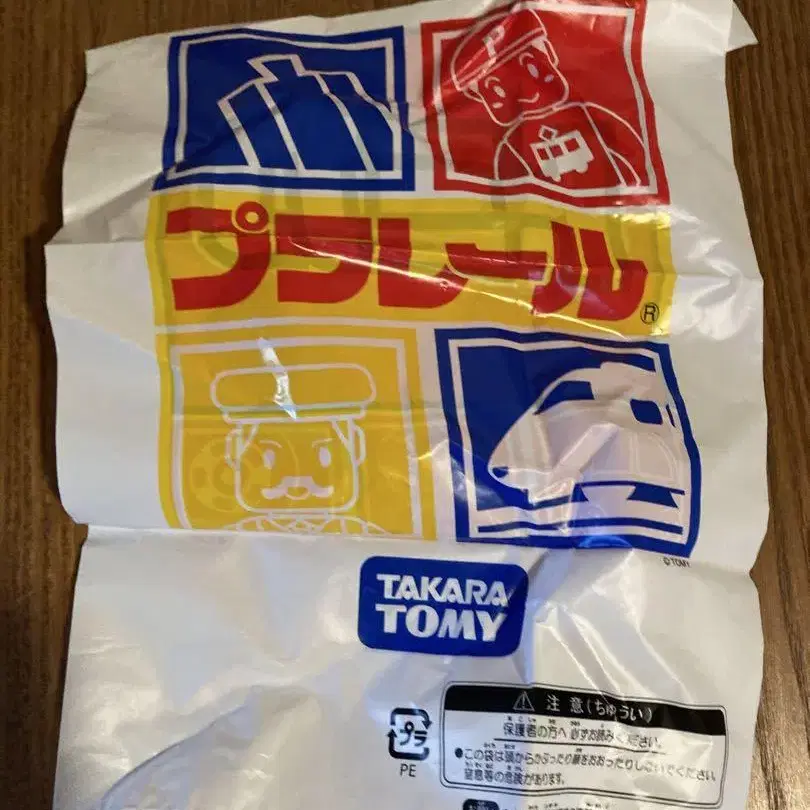 プラレール®
©TOMY
TAKARA
TOMY
プラ
PE
注意(ちゅうい)
保護者の方へ 必ずお読みください。
●この袋は頭からかぶったり顔をおおったりしないでください。
窒息等の危険があります。